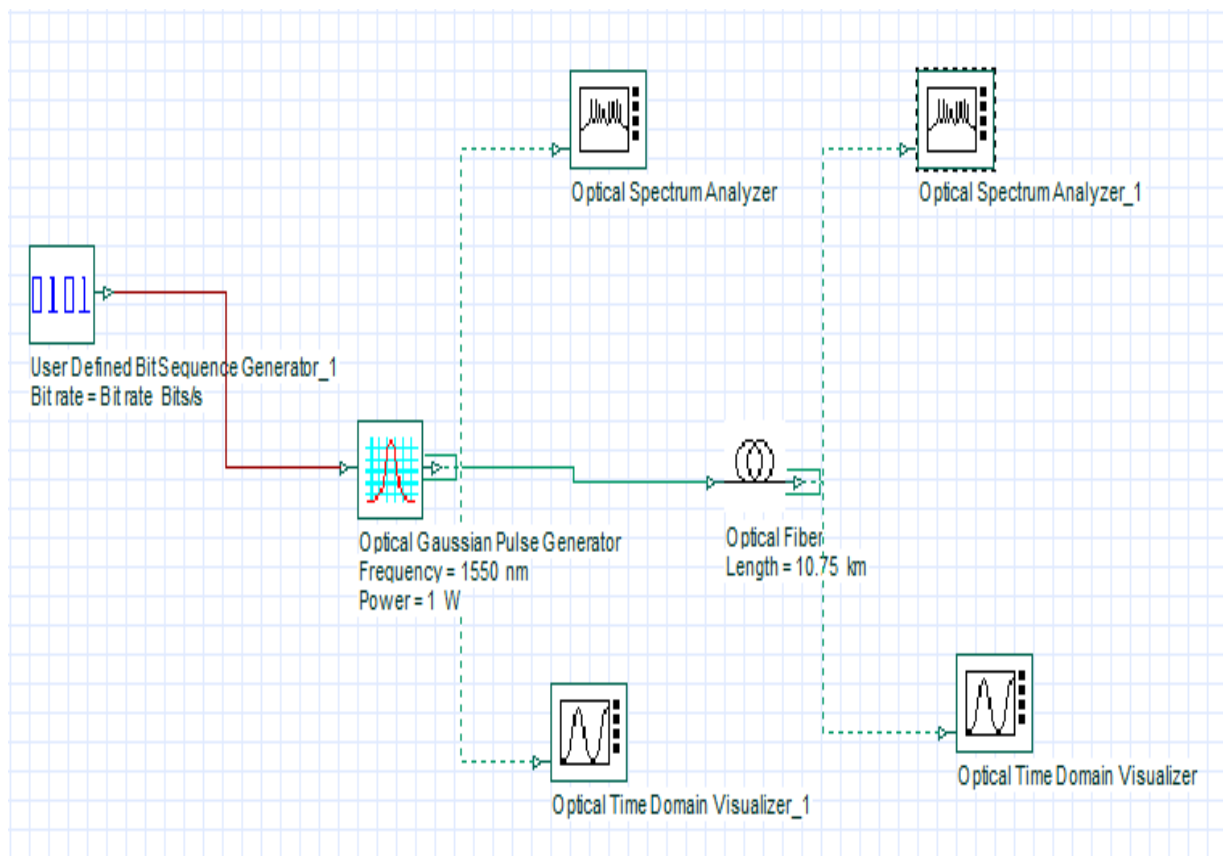 Optical Spectrum Analyzer
Optical Spectrum Analyzer_1
0101
User Defined Bit Sequence Generator_1
Bit rate = Bit rate Bits/s
Optical Gaussian Pulse Generator
Frequency = 1550 nm
Power = 1 W
Optical Fiber
Length = 10.75 km
Optical Time Domain Visualizer_1
Optical Time Domain Visualizer